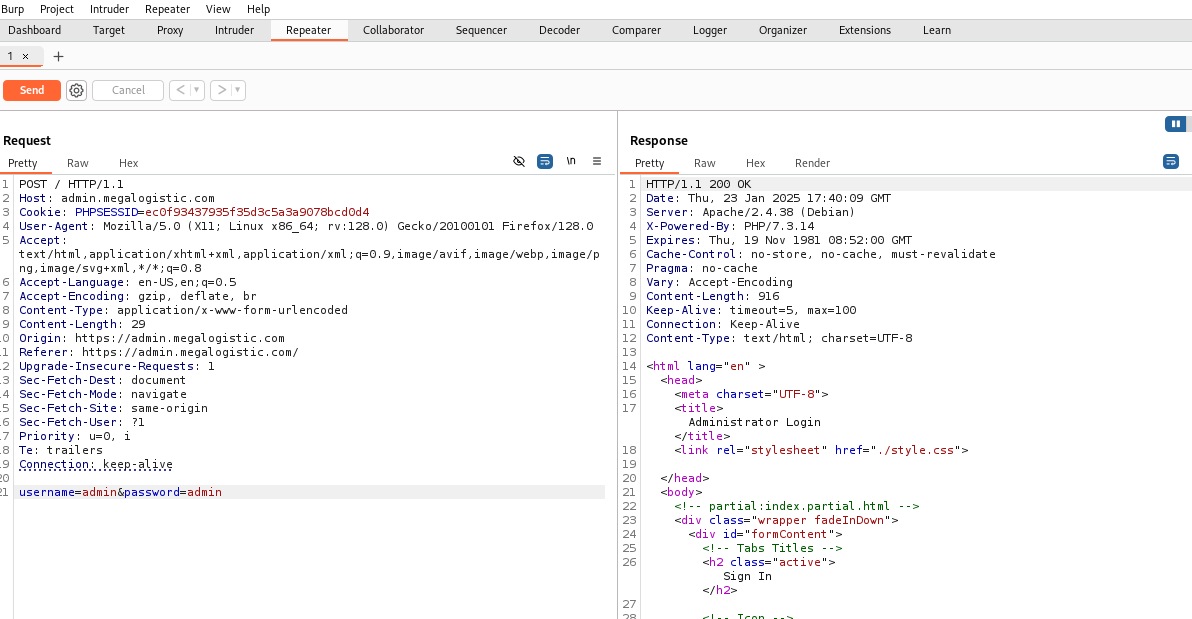 Burp Project Intruder Repeater View Help
Dashboard Target Proxy Intruder Repeater Collaborator Sequencer Decoder Comparer Logger Organizer Extensions Learn
1 × +
Send Cancel < >
Request
Pretty Raw Hex \n
1 POST / HTTP/1.1
2 Host: admin.megalogistic.com
3 Cookie: PHPSESSID=ec0f93437935f35d3c5a3a9078bcd0d4
4 User-Agent: Mozilla/5.0 (X11; Linux x86_64; rv:128.0) Gecko/20100101 Firefox/128.0
5 Accept:
text/html,application/xhtml+xml,application/xml;q=0.9,image/avif,image/webp,image/p
ng,image/svg+xml,*/*;q=0.8
6 Accept-Language: en-US,en;q=0.5
7 Accept-Encoding: gzip, deflate, br
8 Content-Type: application/x-www-form-urlencoded
9 Content-Length: 29
10 Origin: https://admin.megalogistic.com
11 Referer: https://admin.megalogistic.com/
12 Upgrade-Insecure-Requests: 1
13 Sec-Fetch-Dest: document
14 Sec-Fetch-Mode: navigate
15 Sec-Fetch-Site: same-origin
16 Sec-Fetch-User: ?1
17 Priority: u=0, i
18 Te: trailers
19 Connection: keep-alive
20
21 username=admin&password=admin
Response
Pretty Raw Hex Render
1 HTTP/1.1 200 OK
2 Date: Thu, 23 Jan 2025 17:40:09 GMT
3 Server: Apache/2.4.38 (Debian)
4 X-Powered-By: PHP/7.3.14
5 Expires: Thu, 19 Nov 1981 08:52:00 GMT
6 Cache-Control: no-store, no-cache, must-revalidate
7 Pragma: no-cache
8 Vary: Accept-Encoding
9 Content-Length: 916
10 Keep-Alive: timeout=5, max=100
11 Connection: Keep-Alive
12 Content-Type: text/html; charset=UTF-8
13
14 <html lang="en" >
15 <head>
16 <meta charset="UTF-8">
17 <title>
Administrator Login
</title>
18 <link rel="stylesheet" href="./style.css">
19
20 </head>
21 <body>
22 <!-- partial:index.partial.html -->
23 <div class="wrapper fadeInDown">
24 <div id="formContent">
25 <!-- Tabs Titles -->
26 <h2 class="active">
Sign In
</h2>
27
28 <!-- Icon -->